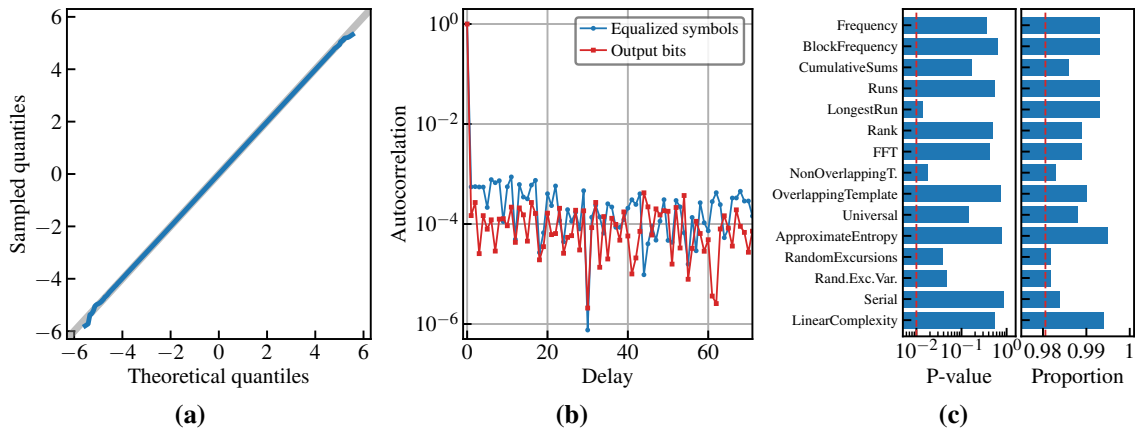 6
4
2
0
−2
−4
−6
Sampled quantiles
−6 −4 −2 0 2 4 6
Theoretical quantiles
(a)
10^0
10^−2
10^−4
10^−6
Autocorrelation
Equalized symbols
Output bits
0 20 40 60
Delay
(b)
Frequency
BlockFrequency
CumulativeSums
Runs
LongestRun
Rank
FFT
NonOverlappingT.
OverlappingTemplate
Universal
ApproximateEntropy
RandomExcursions
Rand.Exc.Var.
Serial
LinearComplexity
10^−2 10^−1 10^0
P-value
0.98 0.99 1
Proportion
(c)